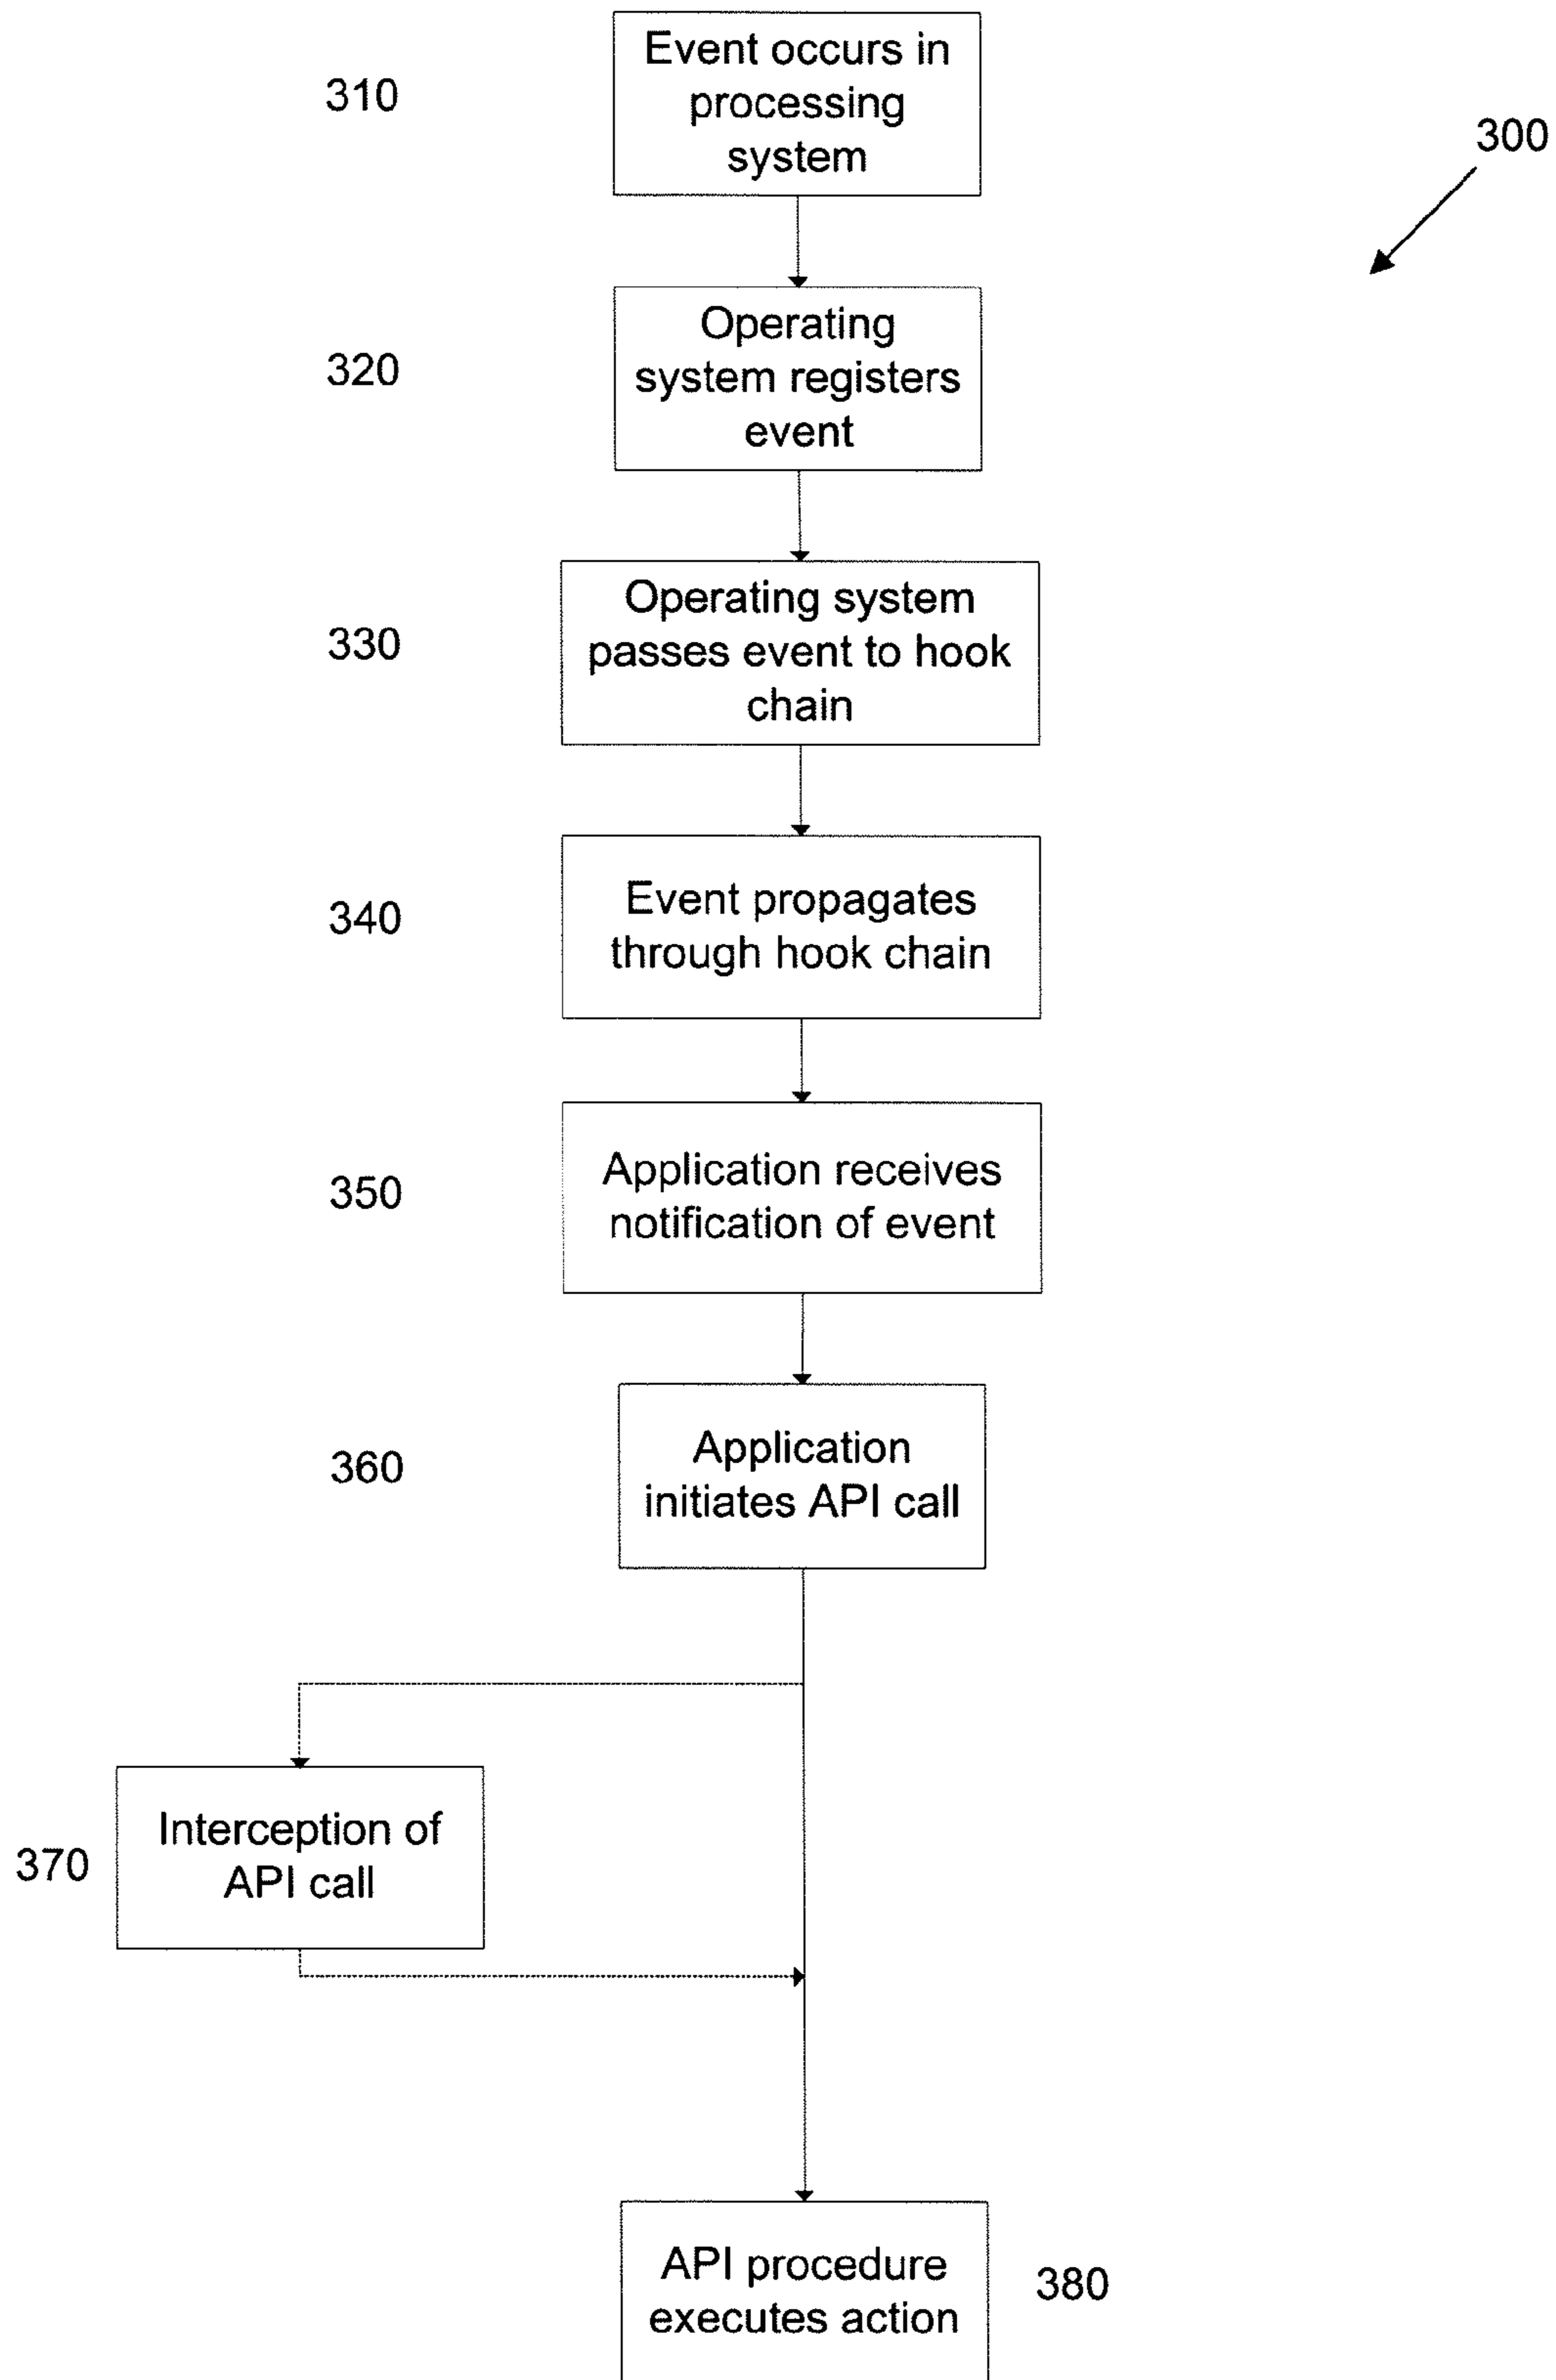 Event occurs in
processing
system
310
300
Operating
system registers
event
320
Operating system
passes event to hook
chain
330
Event propagates
through hook chain
340
Application receives
notification of event
350
Application
initiates API call
360
Interception of
API call
370
API procedure
executes action
380